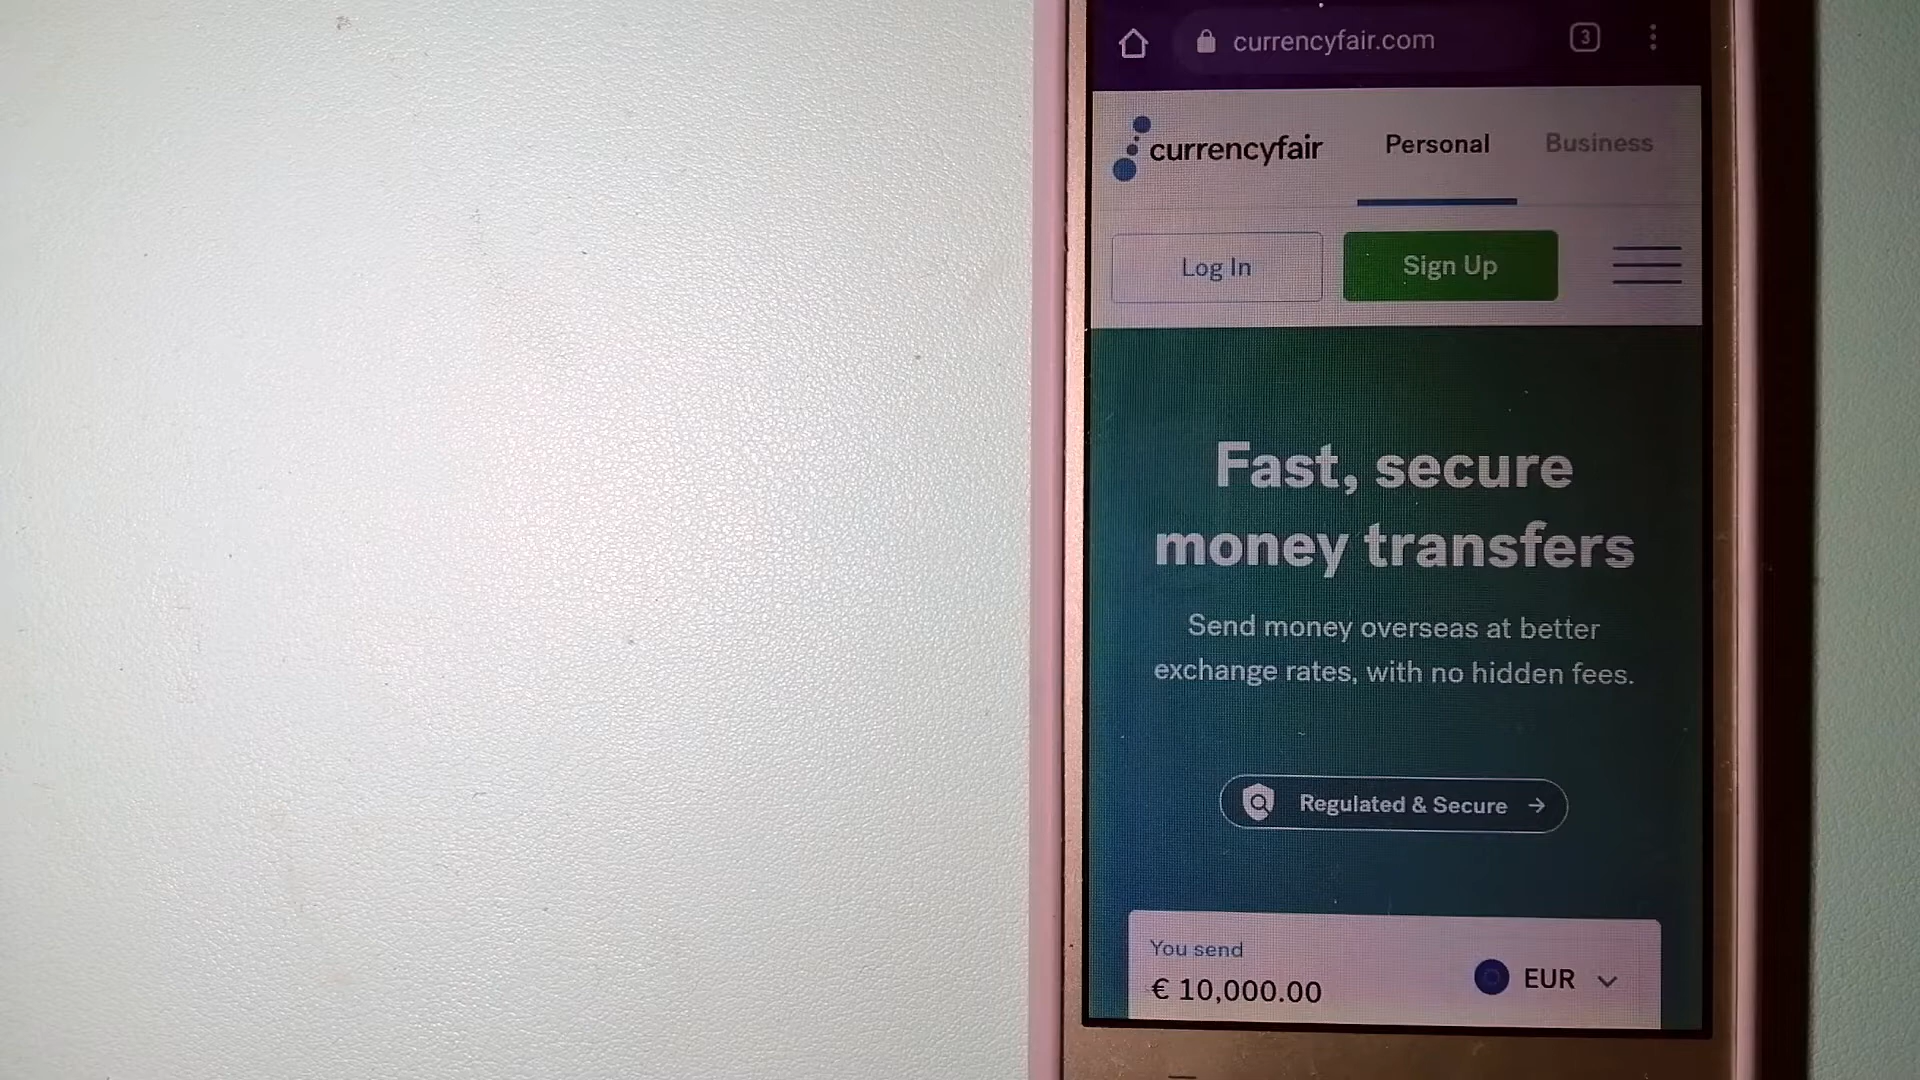 currencyfair.com
3
currencyfair
Personal
Business
Log In
Sign Up
Fast, secure
money transfers
Send money overseas at better
exchange rates, with no hidden fees.
Regulated & Secure →
You send
€ 10,000.00
EUR